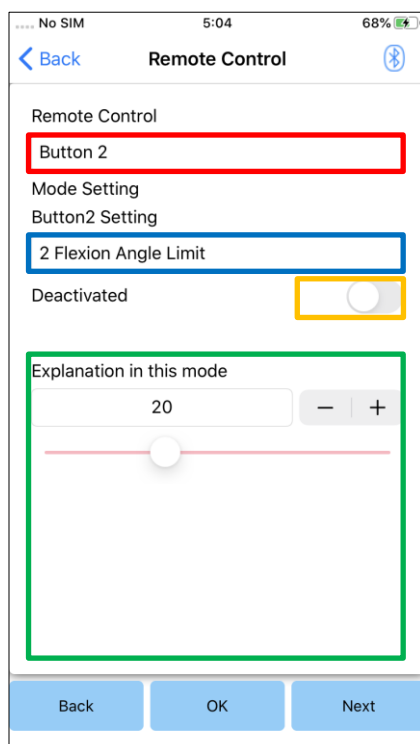 No SIM 5:04 68%
Back Remote Control
Remote Control
Button 2
Mode Setting
Button2 Setting
2 Flexion Angle Limit
Deactivated
Explanation in this mode
20 − +
Back OK Next